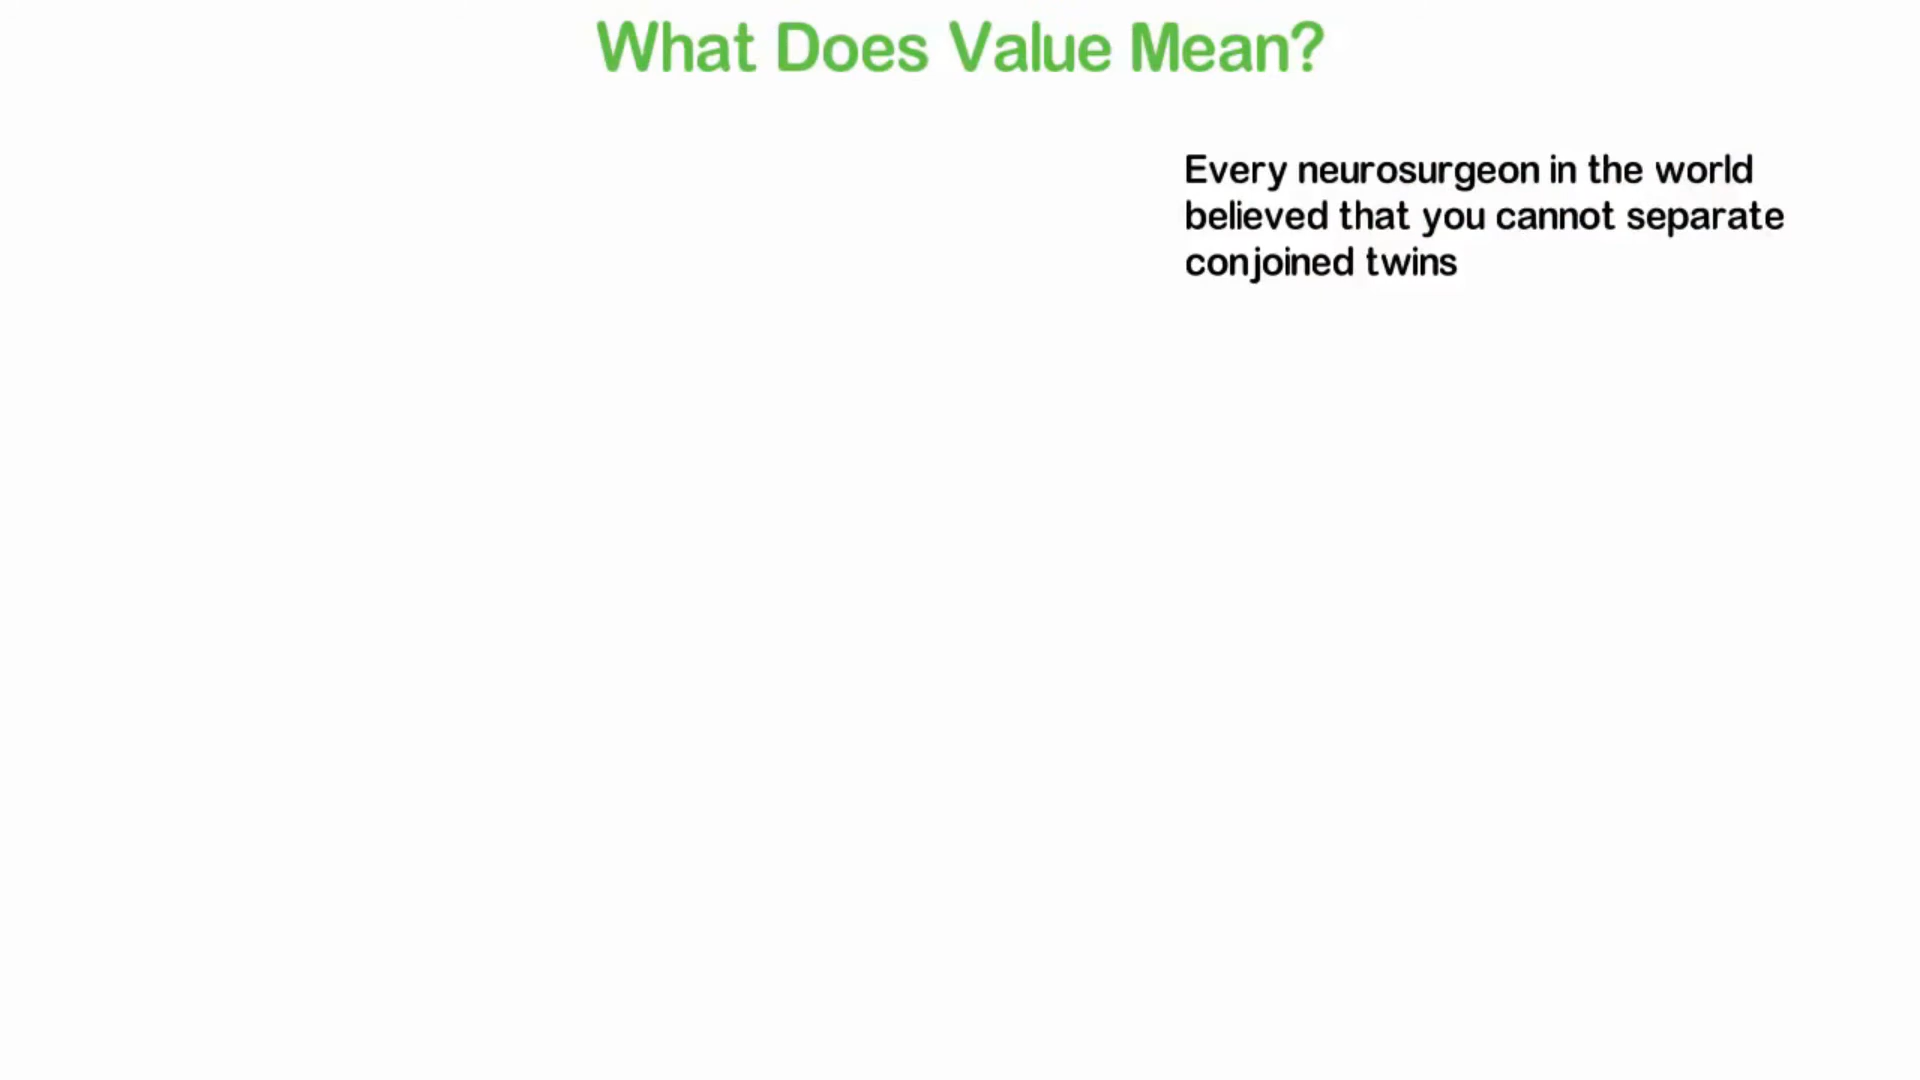 What Does Value Mean?
Every neurosurgeon in the world
believed that you cannot separate
conjoined twins